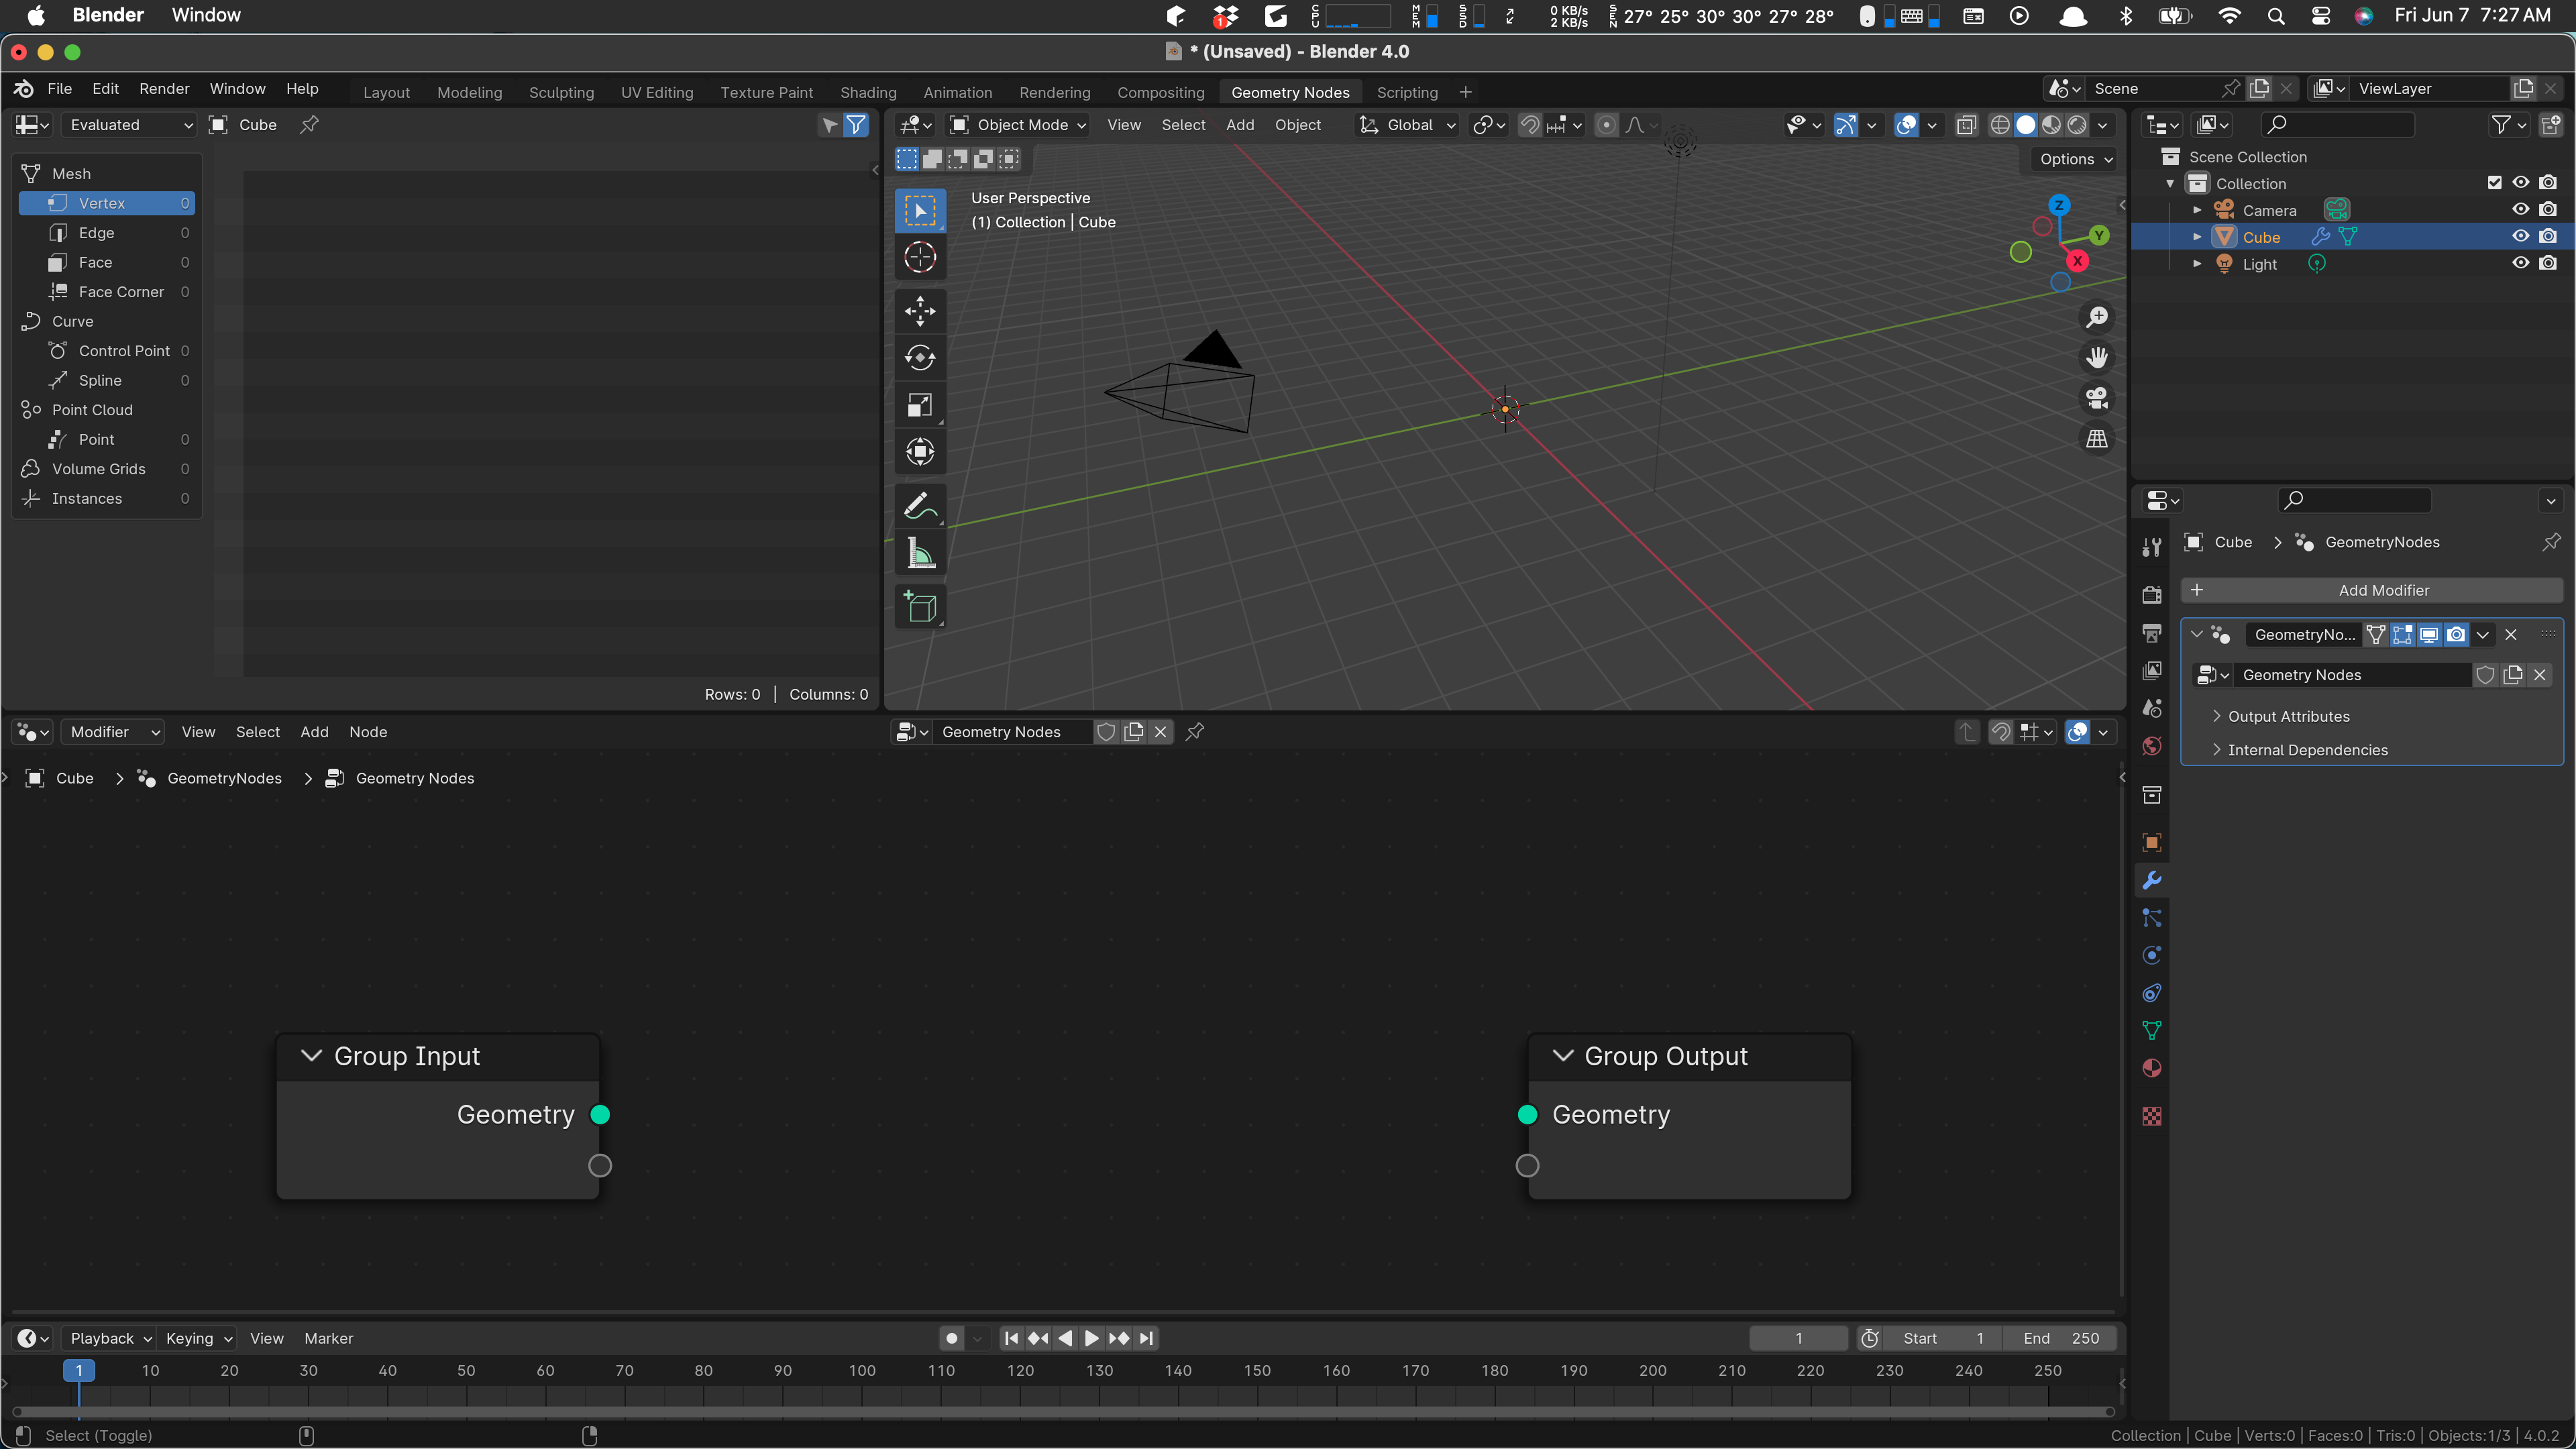 Blender Window
CPU MEM SSD 0 KB/s 2 KB/s SEN 27° 25° 30° 30° 27° 28° Fri Jun 7 7:27 AM
1
* (Unsaved) - Blender 4.0
File Edit Render Window Help Layout Modeling Sculpting UV Editing Texture Paint Shading Animation Rendering Compositing Geometry Nodes Scripting + Scene ViewLayer
Evaluated Cube
Object Mode View Select Add Object Global
Options
Mesh
Vertex 0
Edge 0
Face 0
Face Corner 0
Curve
Control Point 0
Spline 0
Point Cloud
Point 0
Volume Grids 0
Instances 0
Rows: 0 | Columns: 0
User Perspective
(1) Collection | Cube
Z
Y
X
Scene Collection
Collection
Camera
Cube
Light
Cube > GeometryNodes
+ Add Modifier
GeometryNo...
Geometry Nodes
> Output Attributes
> Internal Dependencies
Modifier View Select Add Node Geometry Nodes
Cube > GeometryNodes > Geometry Nodes
Group Input
Geometry
Group Output
Geometry
Playback Keying View Marker 1 Start 1 End 250
1 10 20 30 40 50 60 70 80 90 100 110 120 130 140 150 160 170 180 190 200 210 220 230 240 250
Select (Toggle)
Collection | Cube | Verts:0 | Faces:0 | Tris:0 | Objects:1/3 | 4.0.2